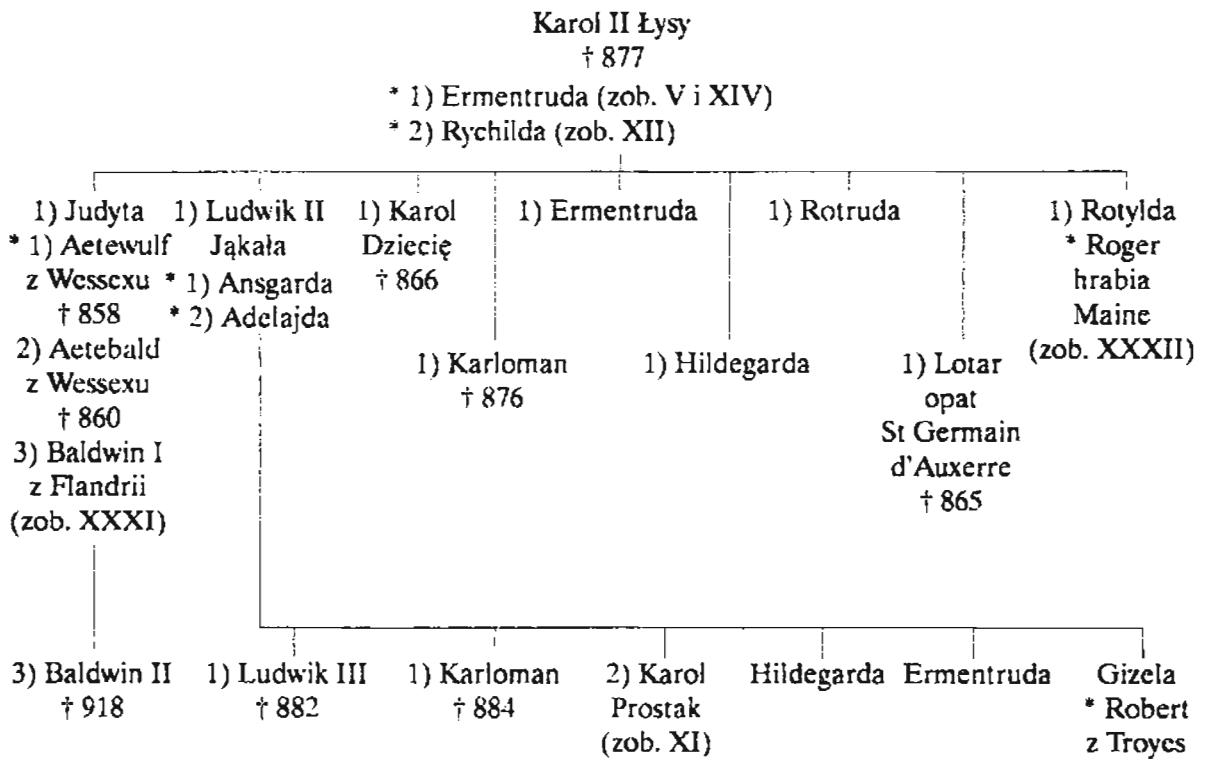 Karol II Łysy
† 877
* 1) Ermentruda (zob. V i XIV)
* 2) Rychilda (zob. XII)
1) Judyta
* 1) Aetewulf
z Wessexu
† 858
2) Aetebald
z Wessexu
† 860
3) Baldwin I
z Flandrii
(zob. XXXI)
1) Ludwik II
Jąkała
* 1) Ansgarda
* 2) Adelajda
1) Karol
Dziecię
† 866
1) Karloman
† 876
1) Ermentruda
1) Hildegarda
1) Rotruda
1) Lotar
opat
St Germain
d'Auxerre
† 865
1) Rotylda
* Roger
hrabia
Maine
(zob. XXXII)
3) Baldwin II
† 918
1) Ludwik III
† 882
1) Karloman
† 884
2) Karol
Prostak
(zob. XI)
Hildegarda
Ermentruda
Gizela
* Robert
z Troyes